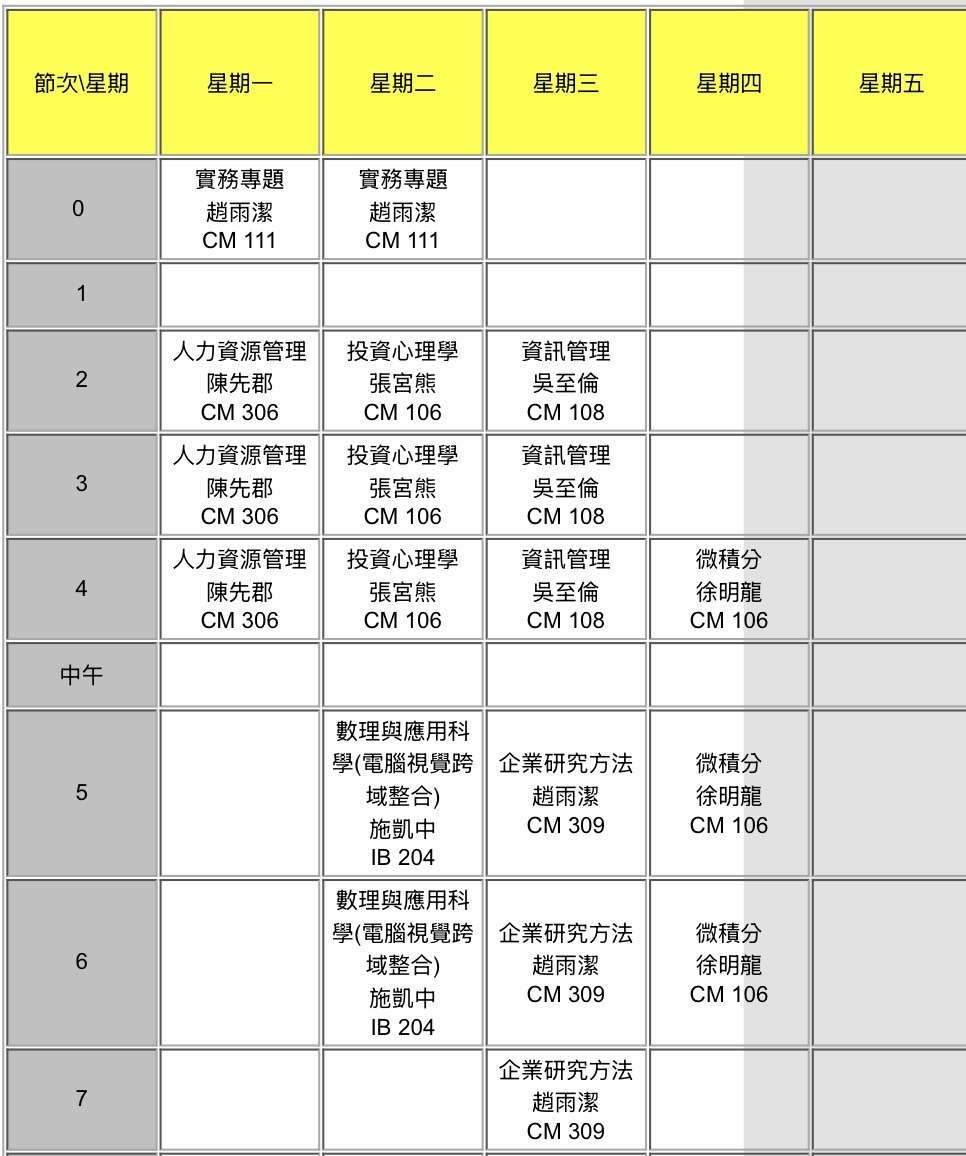 節次\星期 星期一 星期二 星期三 星期四 星期五
0
實務專題
趙雨潔
CM 111
實務專題
趙雨潔
CM 111
1
2
人力資源管理
陳先郡
CM 306
投資心理學
張宮熊
CM 106
資訊管理
吳至倫
CM 108
3
人力資源管理
陳先郡
CM 306
投資心理學
張宮熊
CM 106
資訊管理
吳至倫
CM 108
4
人力資源管理
陳先郡
CM 306
投資心理學
張宮熊
CM 106
資訊管理
吳至倫
CM 108
微積分
徐明龍
CM 106
中午
5
數理與應用科
學(電腦視覺跨
域整合)
施凱中
IB 204
企業研究方法
趙雨潔
CM 309
微積分
徐明龍
CM 106
6
數理與應用科
學(電腦視覺跨
域整合)
施凱中
IB 204
企業研究方法
趙雨潔
CM 309
微積分
徐明龍
CM 106
7
企業研究方法
趙雨潔
CM 309